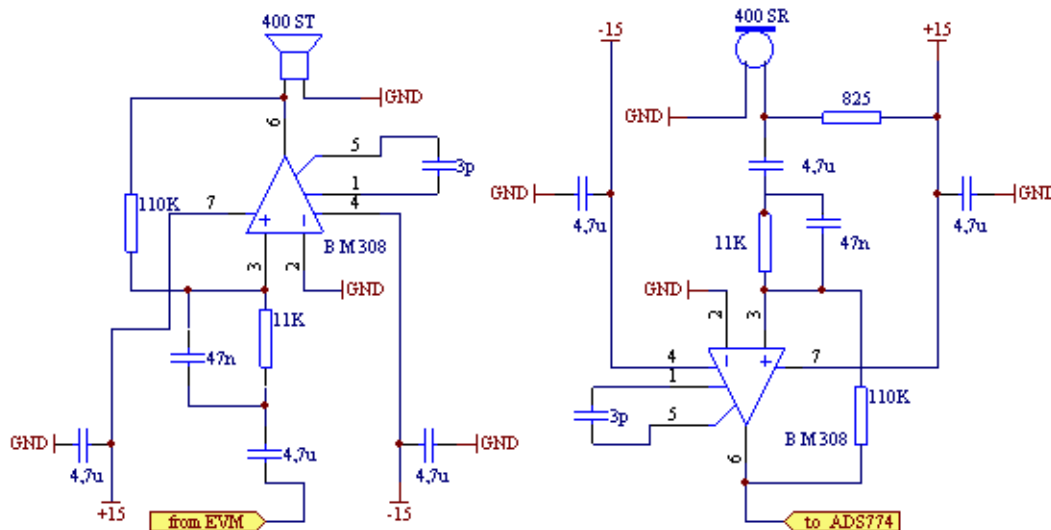 400 ST
GND
6
5
3p
1
110K
7
4
+
-
BM308
3
2
GND
11K
47n
GND
4,7u
4,7u
4,7u
GND
+15
-15
from EVM
400 SR
-15
+15
825
GND
4,7u
GND
4,7u
11K
47n
4,7u
GND
GND
2
3
4
-
+
7
1
3p
5
110K
BM308
6
to ADS774